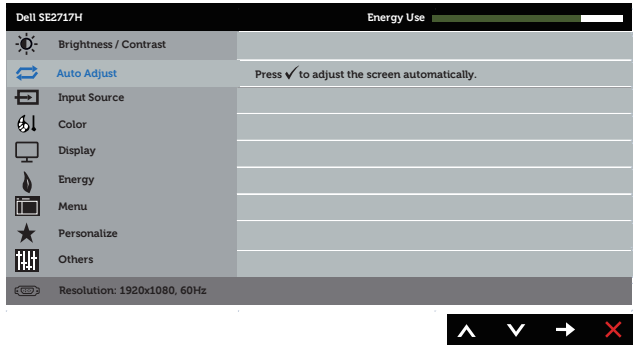 Dell SE2717H Energy Use
Brightness / Contrast
Auto Adjust Press ✓ to adjust the screen automatically.
Input Source
Color
Display
Energy
Menu
Personalize
Others
Resolution: 1920x1080, 60Hz